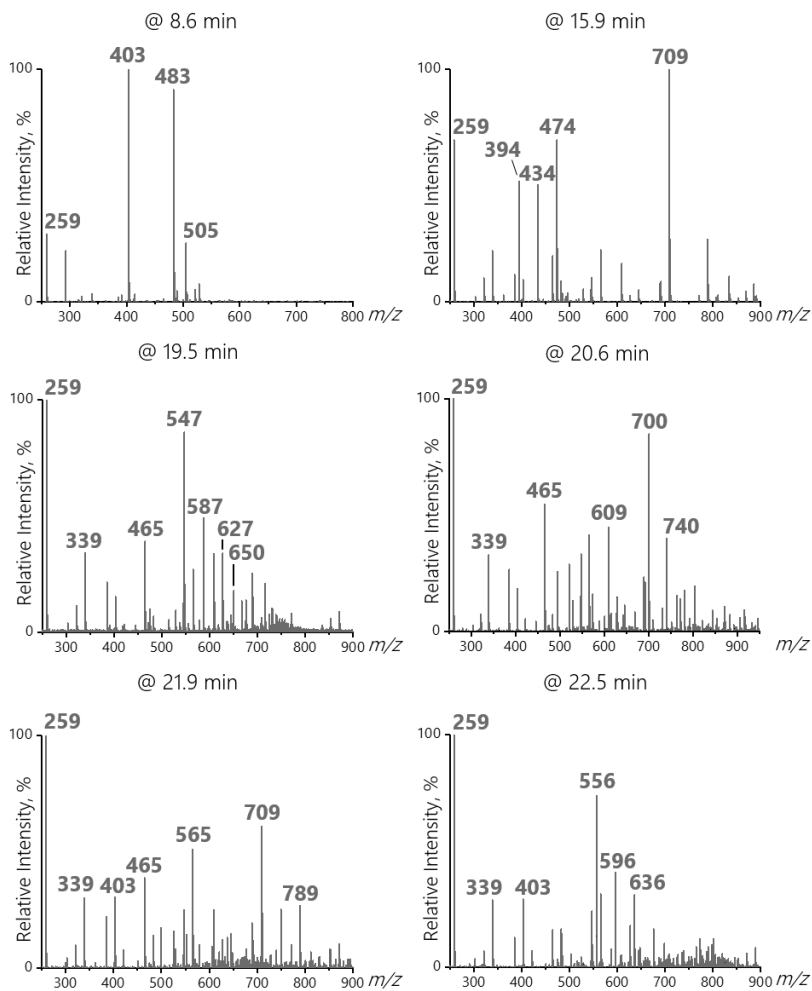 @ 8.6 min
Relative Intensity, %
100
0
403
483
259
505
300 400 500 600 700 800 m/z
@ 15.9 min
Relative Intensity, %
100
0
709
259
474
394
434
300 400 500 600 700 800 900 m/z
@ 19.5 min
Relative Intensity, %
100
0
259
547
587
465
627
339
650
300 400 500 600 700 800 900 m/z
@ 20.6 min
Relative Intensity, %
100
0
259
700
465
609
740
339
300 400 500 600 700 800 900 m/z
@ 21.9 min
Relative Intensity, %
100
0
259
709
565
465
339
403
789
300 400 500 600 700 800 900 m/z
@ 22.5 min
Relative Intensity, %
100
0
259
556
596
339
403
636
300 400 500 600 700 800 900 m/z